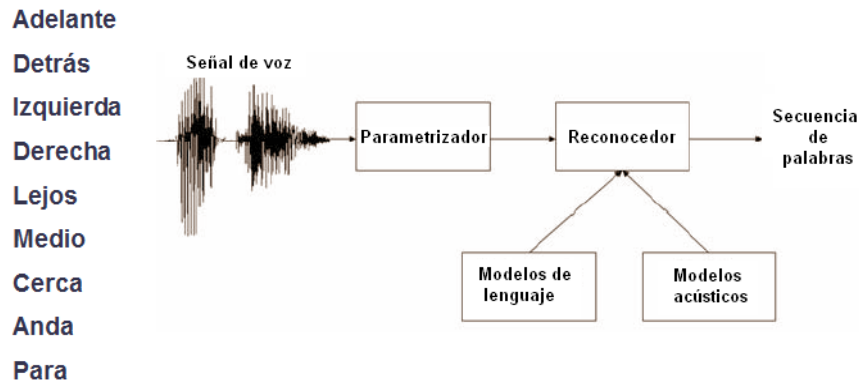 Adelante
Detrás
Izquierda
Derecha
Lejos
Medio
Cerca
Anda
Para
Señal de voz
Parametrizador
Reconocedor
Secuencia
de
palabras
Modelos de
lenguaje
Modelos
acústicos